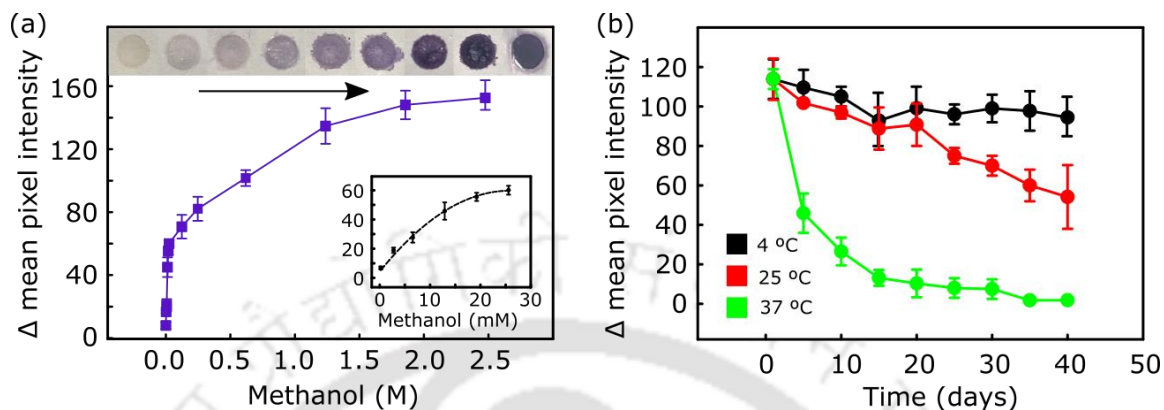 (a)
Δ mean pixel intensity
160
120
80
40
0
0.0 0.5 1.0 1.5 2.0 2.5
Methanol (M)
60
40
20
0
0 10 20 30
Methanol (mM)
(b)
Δ mean pixel intensity
120
100
80
60
40
20
0
4 ºC
25 ºC
37 ºC
0 10 20 30 40 50
Time (days)